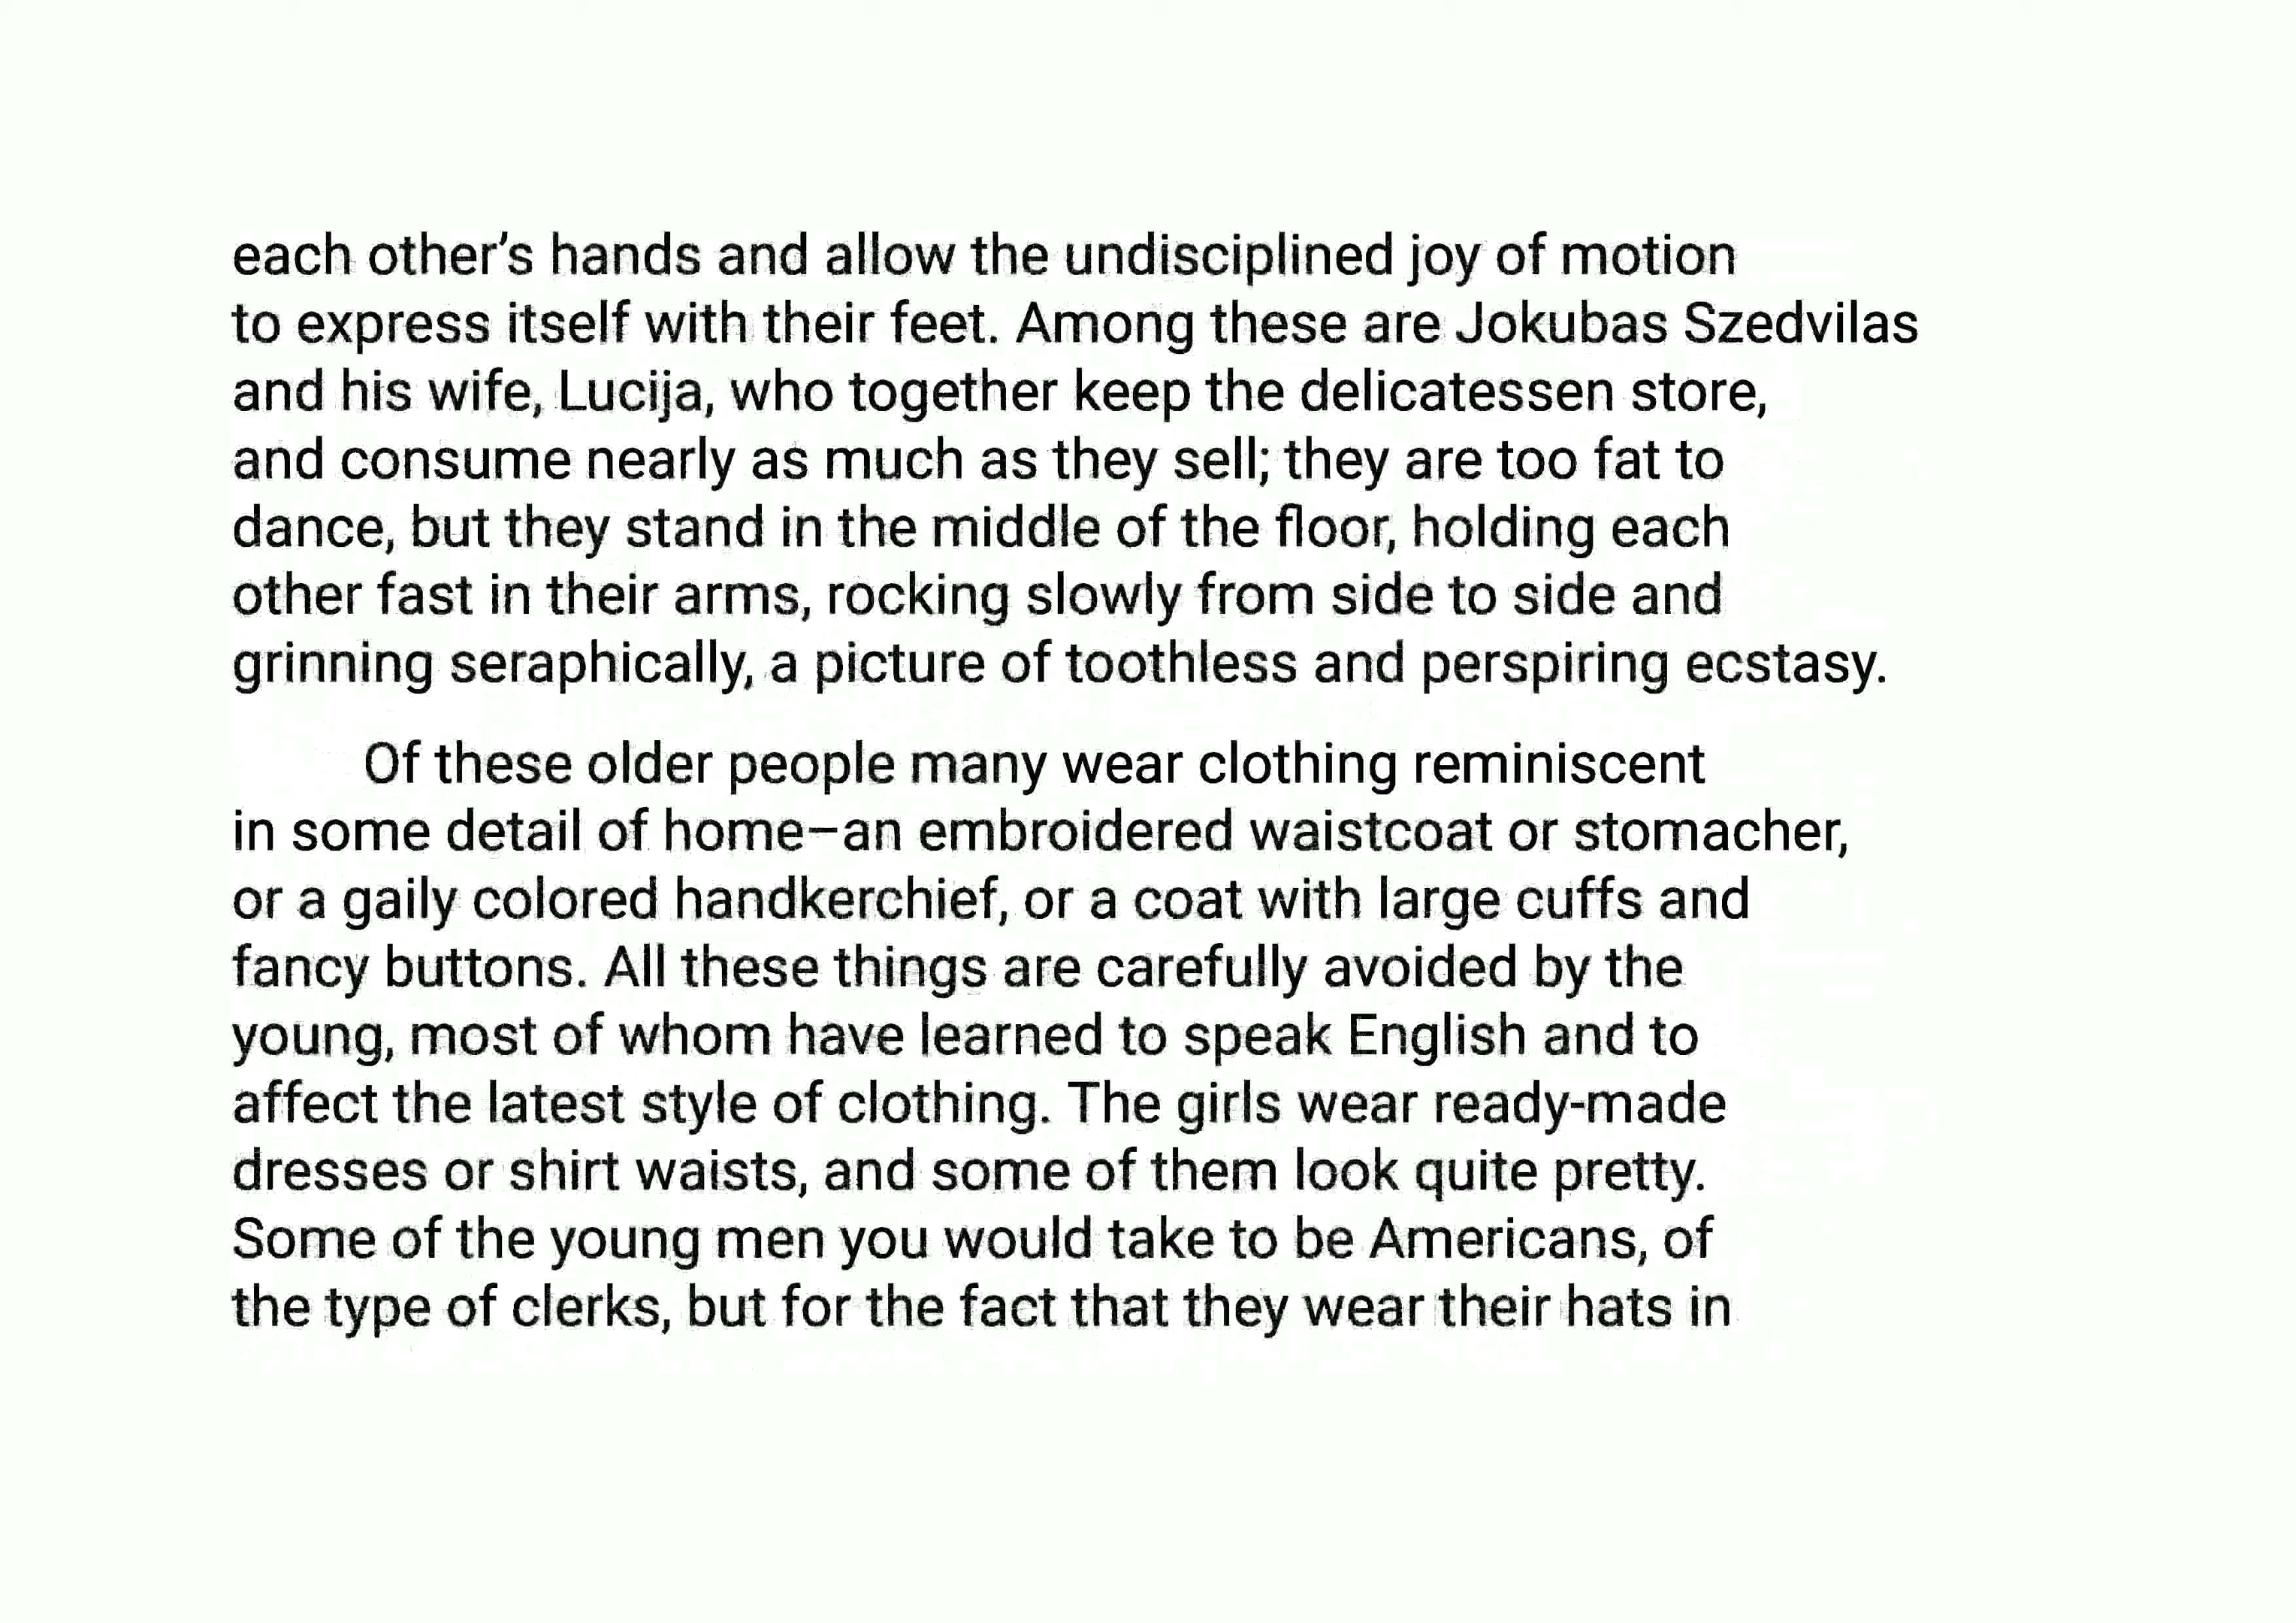 each other’s hands and allow the undisciplined joy of motion
to express itself with their feet. Among these are Jokubas Szedvilas
and his wife, Lucija, who together keep the delicatessen store,
and consume nearly as much as they sell; they are too fat to
dance, but they stand in the middle of the floor, holding each
other fast in their arms, rocking slowly from side to side and
grinning seraphically, a picture of toothless and perspiring ecstasy.
Of these older people many wear clothing reminiscent
in some detail of home–an embroidered waistcoat or stomacher,
or a gaily colored handkerchief, or a coat with large cuffs and
fancy buttons. All these things are carefully avoided by the
young, most of whom have learned to speak English and to
affect the latest style of clothing. The girls wear ready-made
dresses or shirt waists, and some of them look quite pretty.
Some of the young men you would take to be Americans, of
the type of clerks, but for the fact that they wear their hats in